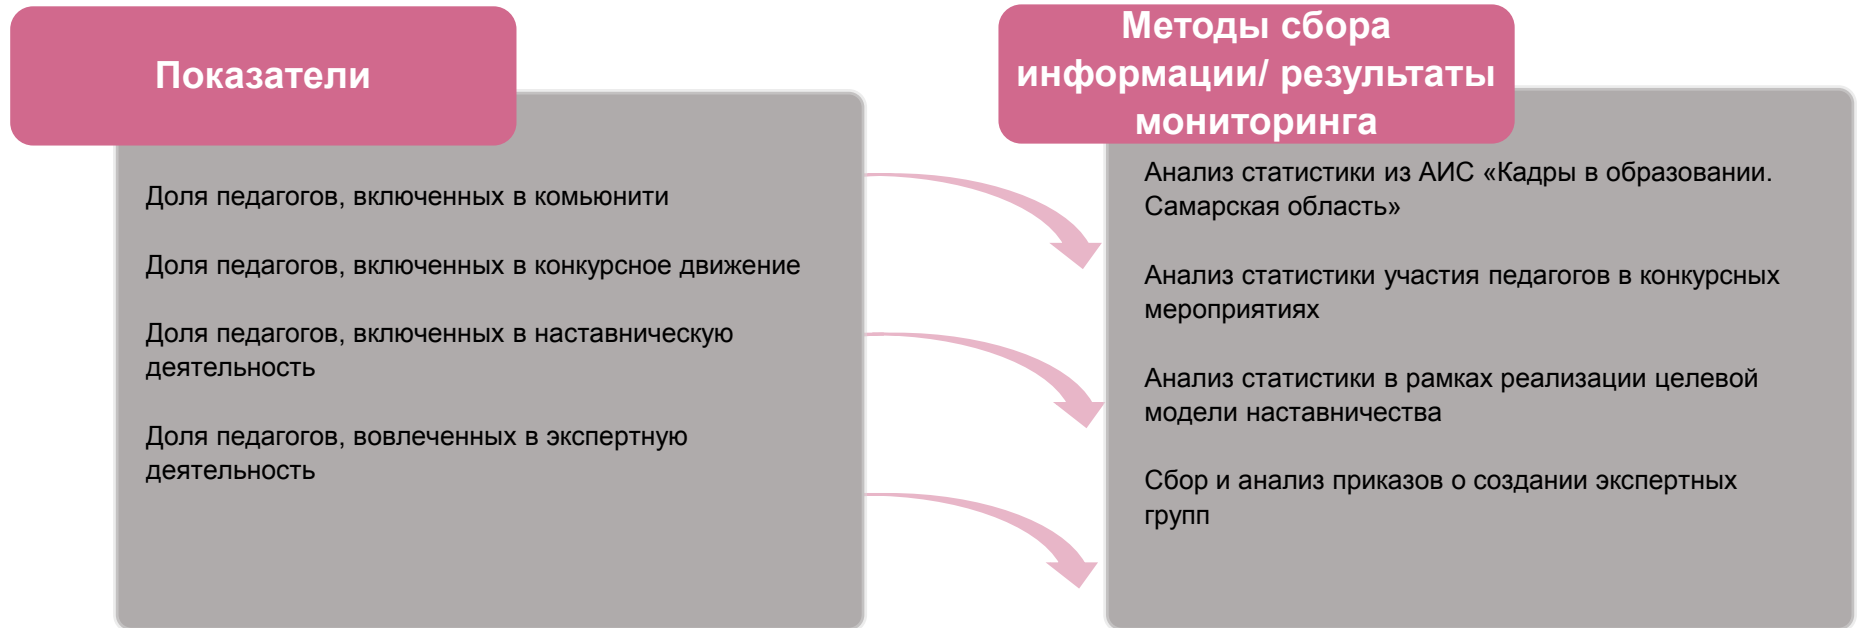 Показатели
Доля педагогов, включенных в комьюнити
Доля педагогов, включенных в конкурсное движение
Доля педагогов, включенных в наставническую
деятельность
Доля педагогов, вовлеченных в экспертную
деятельность
Методы сбора
информации/ результаты
мониторинга
Анализ статистики из АИС «Кадры в образовании.
Самарская область»
Анализ статистики участия педагогов в конкурсных
мероприятиях
Анализ статистики в рамках реализации целевой
модели наставничества
Сбор и анализ приказов о создании экспертных
групп